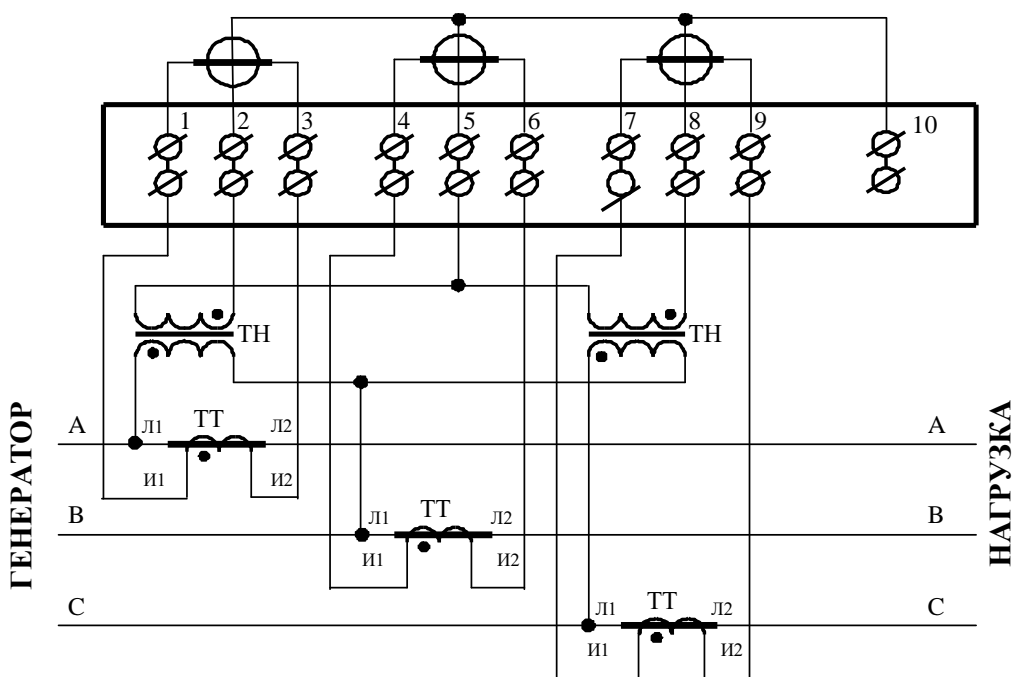 1 2 3 4 5 6 7 8 9 10
ТН ТН
ГЕНЕРАТОР
НАГРУЗКА
А Л1 ТТ Л2 А
И1 И2
В Л1 ТТ Л2 В
И1 И2
С Л1 ТТ Л2 С
И1 И2